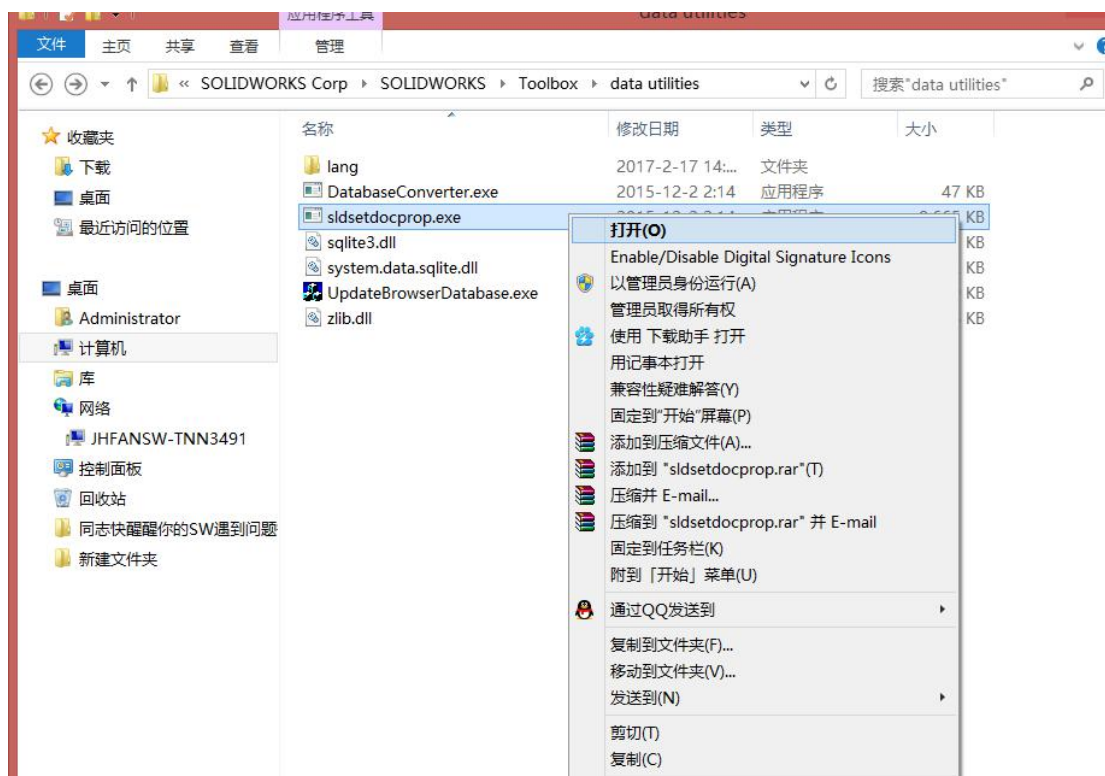 应用程序工具
data utilities
文件 主页 共享 查看 管理
« SOLIDWORKS Corp SOLIDWORKS Toolbox data utilities 搜索"data utilities"
收藏夹
下载
桌面
最近访问的位置
桌面
Administrator
计算机
库
网络
JHFANSW-TNN3491
控制面板
回收站
同志快醒醒你的SW遇到问题
新建文件夹
名称 修改日期 类型 大小
lang 2017-2-17 14:... 文件夹
DatabaseConverter.exe 2015-12-2 2:14 应用程序 47 KB
sldsetdocprop.exe KB
sqlite3.dll KB
system.data.sqlite.dll KB
UpdateBrowserDatabase.exe KB
zlib.dll KB
打开(O)
Enable/Disable Digital Signature Icons
以管理员身份运行(A)
管理员取得所有权
使用 下载助手 打开
用记事本打开
兼容性疑难解答(Y)
固定到"开始"屏幕(P)
添加到压缩文件(A)...
添加到 "sldsetdocprop.rar"(T)
压缩并 E-mail...
压缩到 "sldsetdocprop.rar" 并 E-mail
固定到任务栏(K)
附到「开始」菜单(U)
通过QQ发送到
复制到文件夹(F)...
移动到文件夹(V)...
发送到(N)
剪切(T)
复制(C)